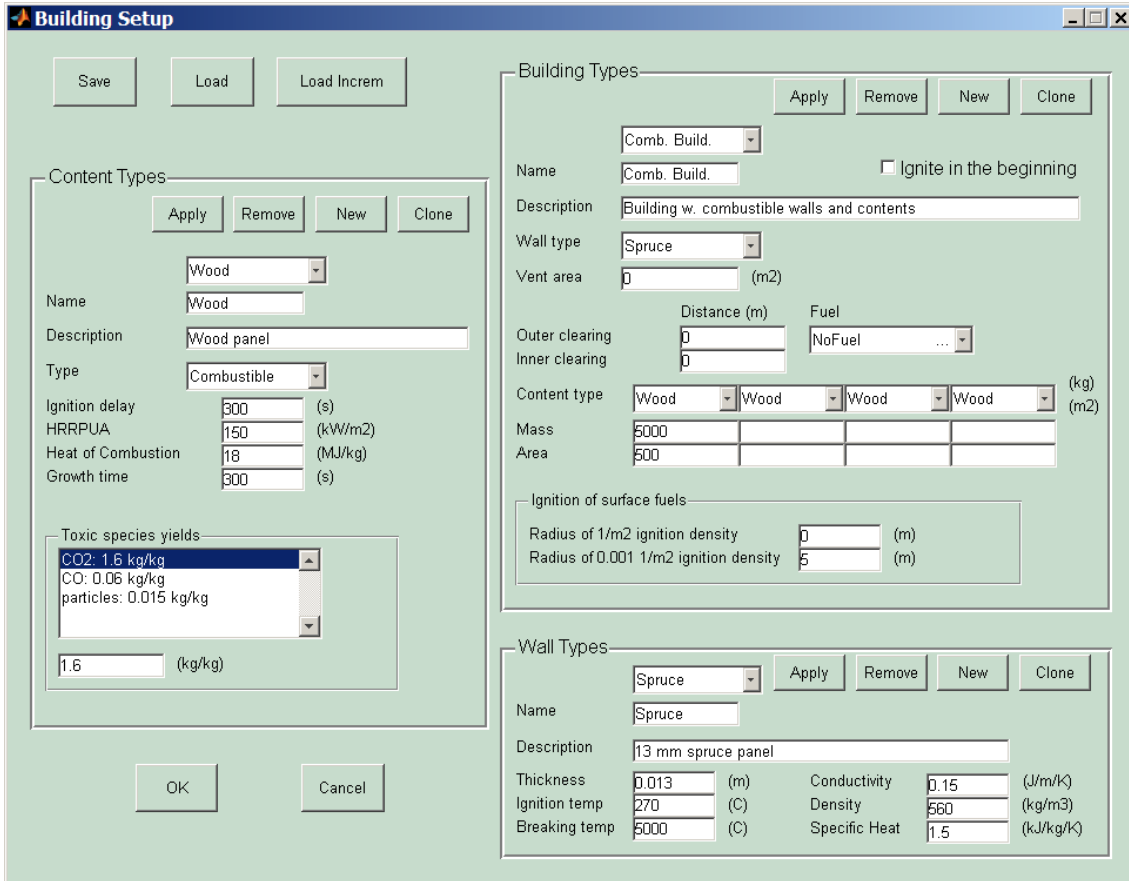 Building Setup
Save Load Load Increm
Content Types
Apply Remove New Clone
Wood
Name Wood
Description Wood panel
Type Combustible
Ignition delay 300 (s)
HRRPUA 150 (kW/m2)
Heat of Combustion 18 (MJ/kg)
Growth time 300 (s)
Toxic species yields
CO2: 1.6 kg/kg
CO: 0.06 kg/kg
particles: 0.015 kg/kg
1.6 (kg/kg)
OK Cancel
Building Types
Apply Remove New Clone
Comb. Build.
Name Comb. Build. Ignite in the beginning
Description Building w. combustible walls and contents
Wall type Spruce
Vent area 0 (m2)
Distance (m) Fuel
Outer clearing 0 NoFuel ...
Inner clearing 0
Content type Wood Wood Wood Wood (kg)
(m2)
Mass 5000
Area 500
Ignition of surface fuels
Radius of 1/m2 ignition density 0 (m)
Radius of 0.001 1/m2 ignition density 5 (m)
Wall Types
Spruce Apply Remove New Clone
Name Spruce
Description 13 mm spruce panel
Thickness 0.013 (m) Conductivity 0.15 (J/m/K)
Ignition temp 270 (C) Density 560 (kg/m3)
Breaking temp 5000 (C) Specific Heat 1.5 (kJ/kg/K)